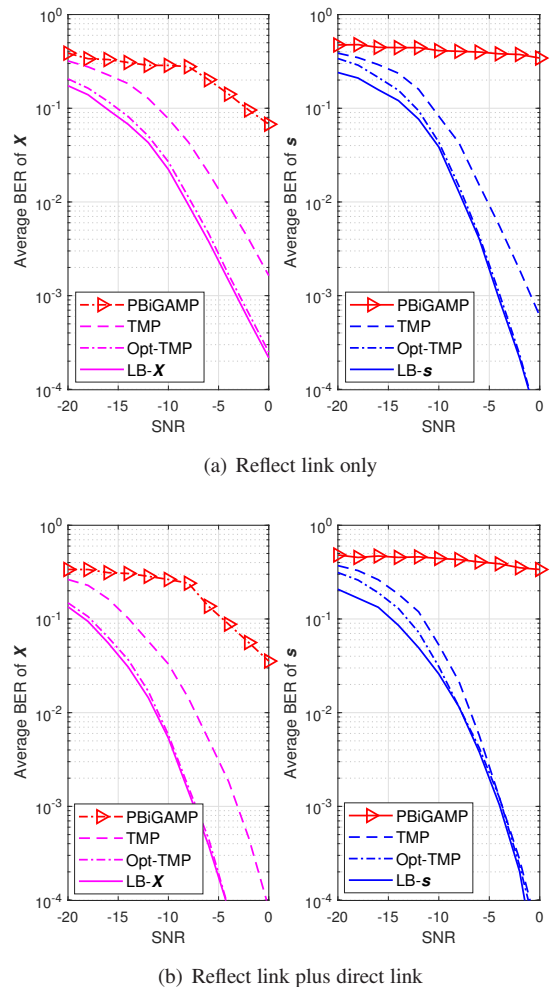 10^0
10^-1
10^-2
10^-3
10^-4
Average BER of X
-20 -15 -10 -5 0
SNR
PBiGAMP
TMP
Opt-TMP
LB-X
10^0
10^-1
10^-2
10^-3
10^-4
Average BER of s
-20 -15 -10 -5 0
SNR
PBiGAMP
TMP
Opt-TMP
LB-s
(a) Reflect link only
10^0
10^-1
10^-2
10^-3
10^-4
Average BER of X
-20 -15 -10 -5 0
SNR
PBiGAMP
TMP
Opt-TMP
LB-X
10^0
10^-1
10^-2
10^-3
10^-4
Average BER of s
-20 -15 -10 -5 0
SNR
PBiGAMP
TMP
Opt-TMP
LB-s
(b) Reflect link plus direct link